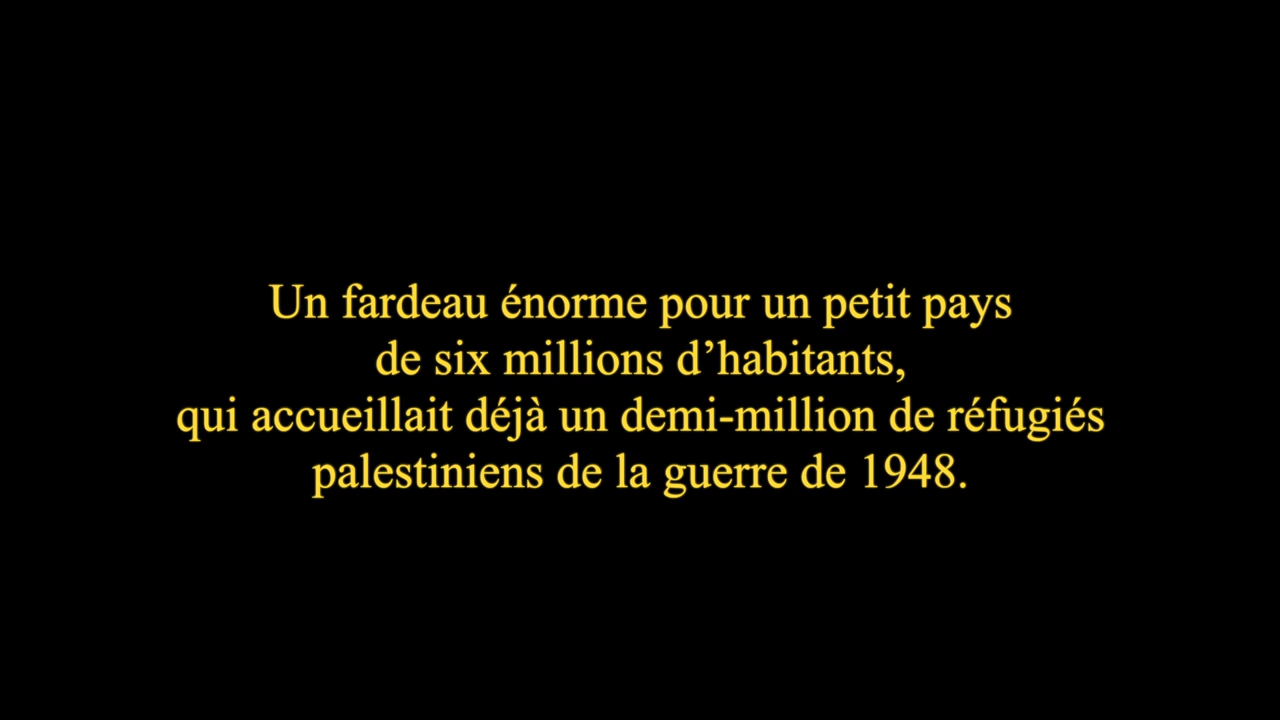 Un fardeau énorme pour un petit pays
de six millions d’habitants,
qui accueillait déjà un demi-million de réfugiés
palestiniens de la guerre de 1948.